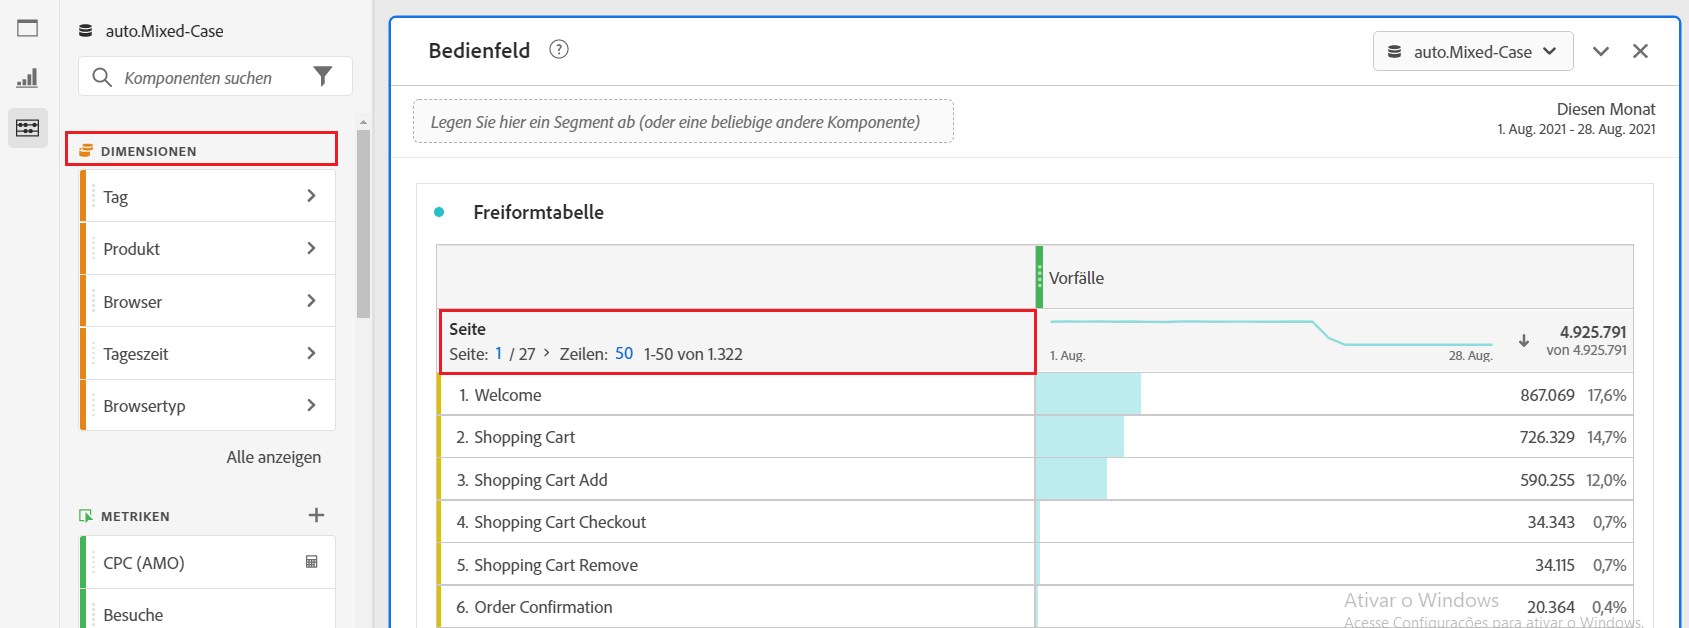 auto.Mixed-Case
Komponenten suchen
DIMENSIONEN
Tag
Produkt
Browser
Tageszeit
Browsertyp
Alle anzeigen
METRIKEN
CPC (AMO)
Besuche
Bedienfeld ?
auto.Mixed-Case
Legen Sie hier ein Segment ab (oder eine beliebige andere Komponente)
Diesen Monat
1. Aug. 2021 - 28. Aug. 2021
Freiformtabelle
Vorfälle
Seite
Seite: 1 / 27 > Zeilen: 50 1-50 von 1.322
1. Aug. 28. Aug.
4.925.791
von 4.925.791
1. Welcome 867.069 17,6%
2. Shopping Cart 726.329 14,7%
3. Shopping Cart Add 590.255 12,0%
4. Shopping Cart Checkout 34.343 0,7%
5. Shopping Cart Remove 34.115 0,7%
6. Order Confirmation 20.364 0,4%
Ativar o Windows
Acesse Configurações para ativar o Windows.